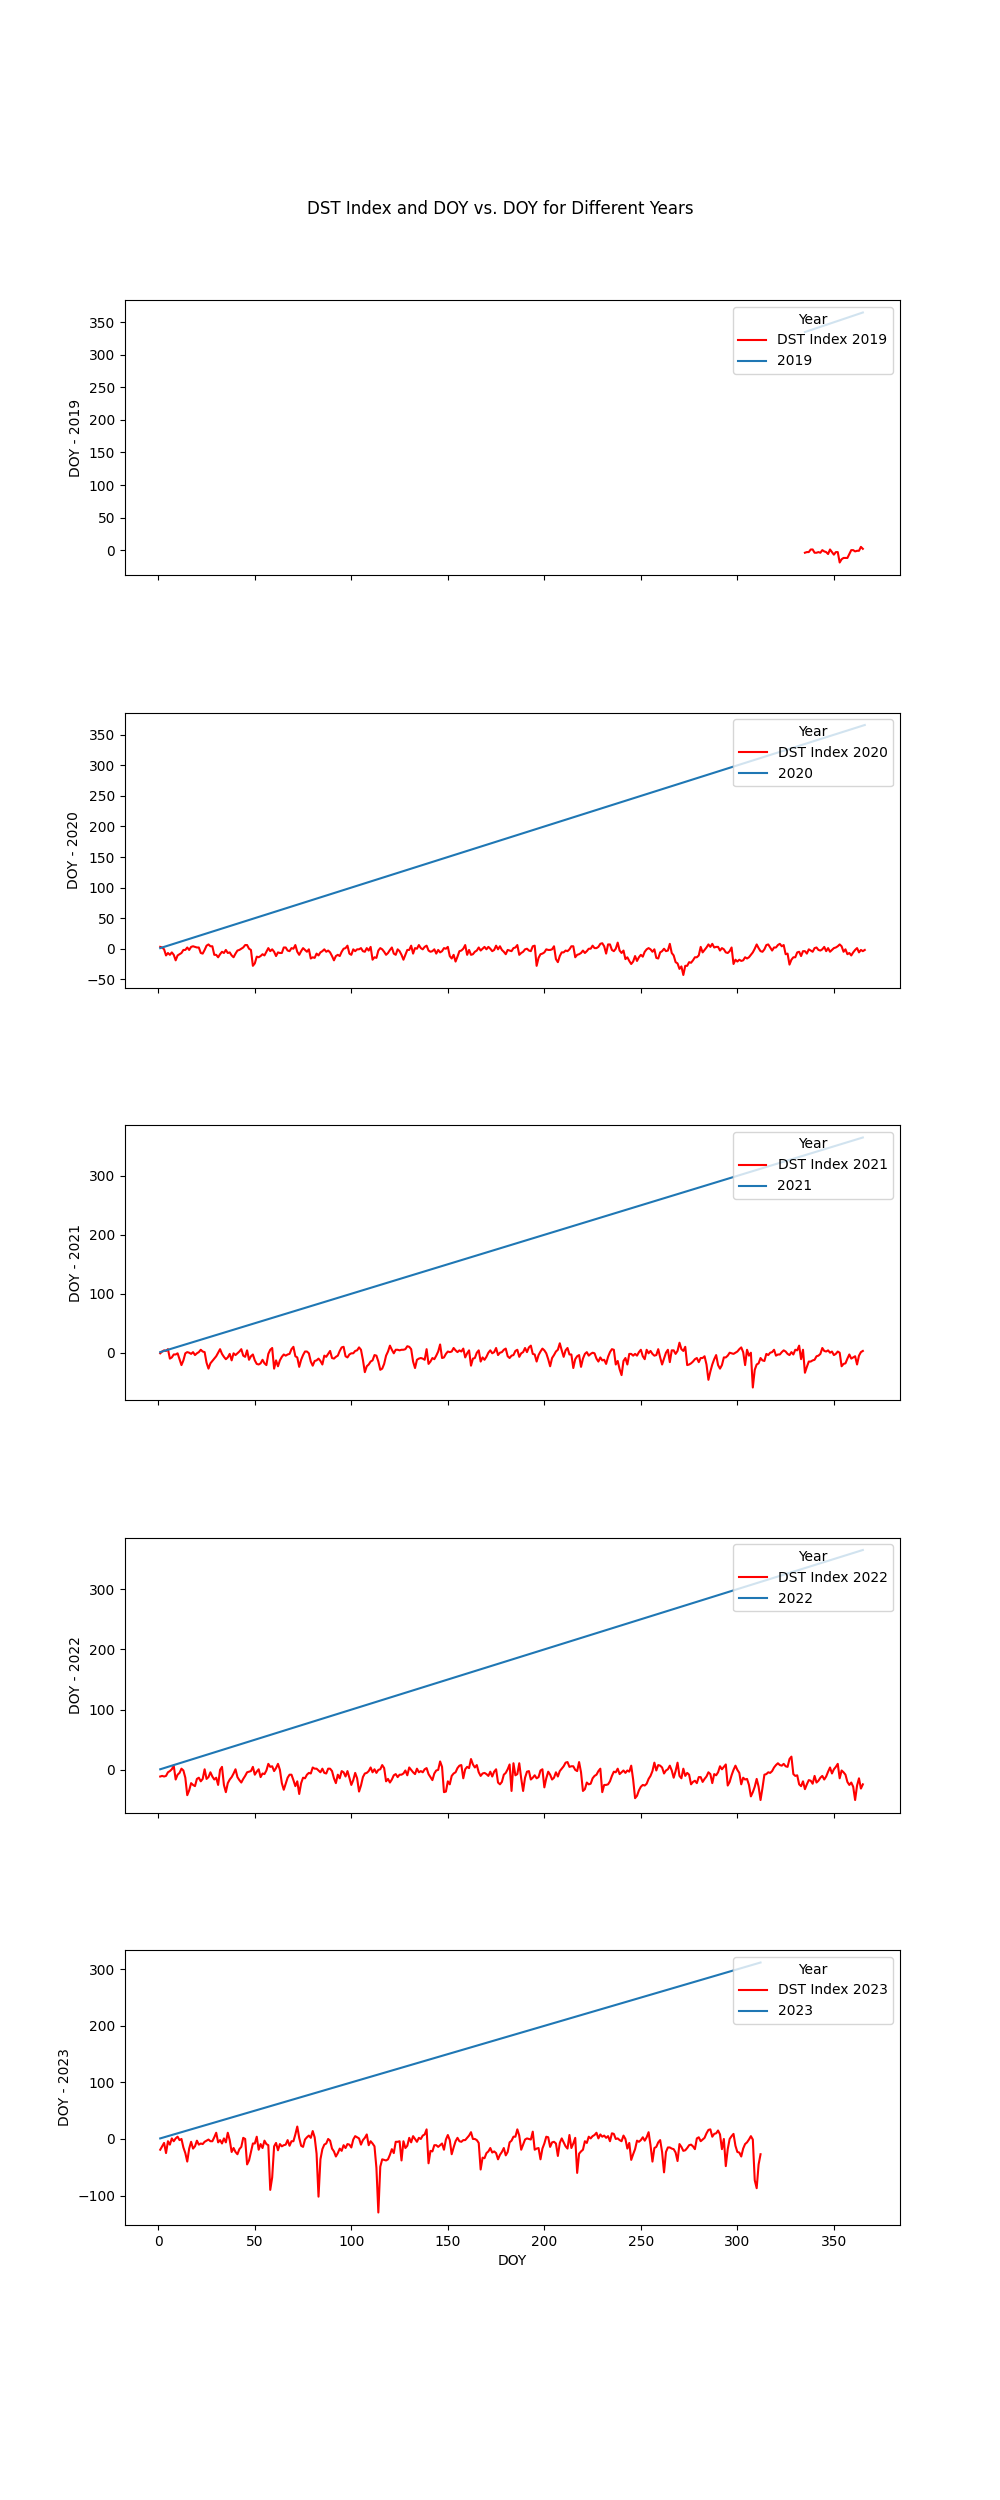 DST Index and DOY vs. DOY for Different Years
Year
DST Index 2019
2019
350
300
250
200
150
100
50
0
DOY - 2019
Year
DST Index 2020
2020
350
300
250
200
150
100
50
0
−50
DOY - 2020
Year
DST Index 2021
2021
300
200
100
0
DOY - 2021
Year
DST Index 2022
2022
300
200
100
0
DOY - 2022
Year
DST Index 2023
2023
300
200
100
0
−100
DOY - 2023
0 50 100 150 200 250 300 350
DOY